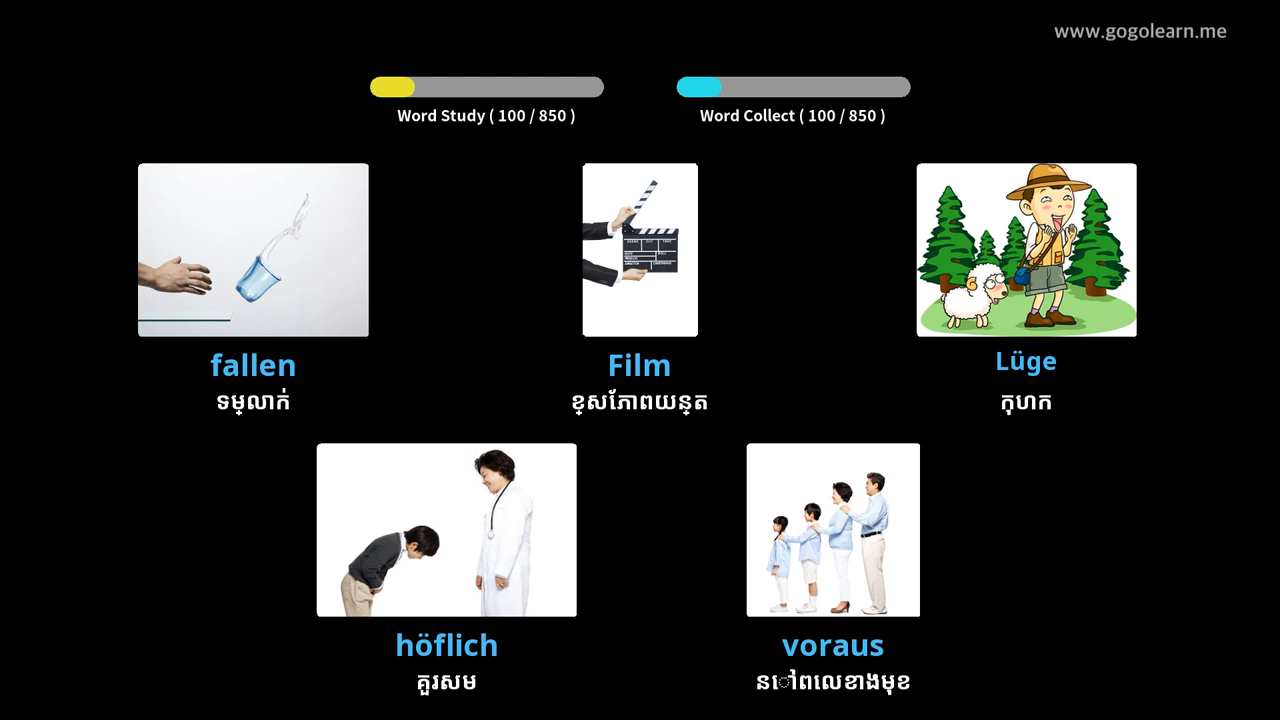 www.gogolearn.me
Word Study ( 100 / 850 )
Word Collect ( 100 / 850 )
fallen
ទម្លាក់
Film
ខ្សែភាពយន្ត
Lüge
កុហក
höflich
គួរសម
voraus
នៅពេលខាងមុខ